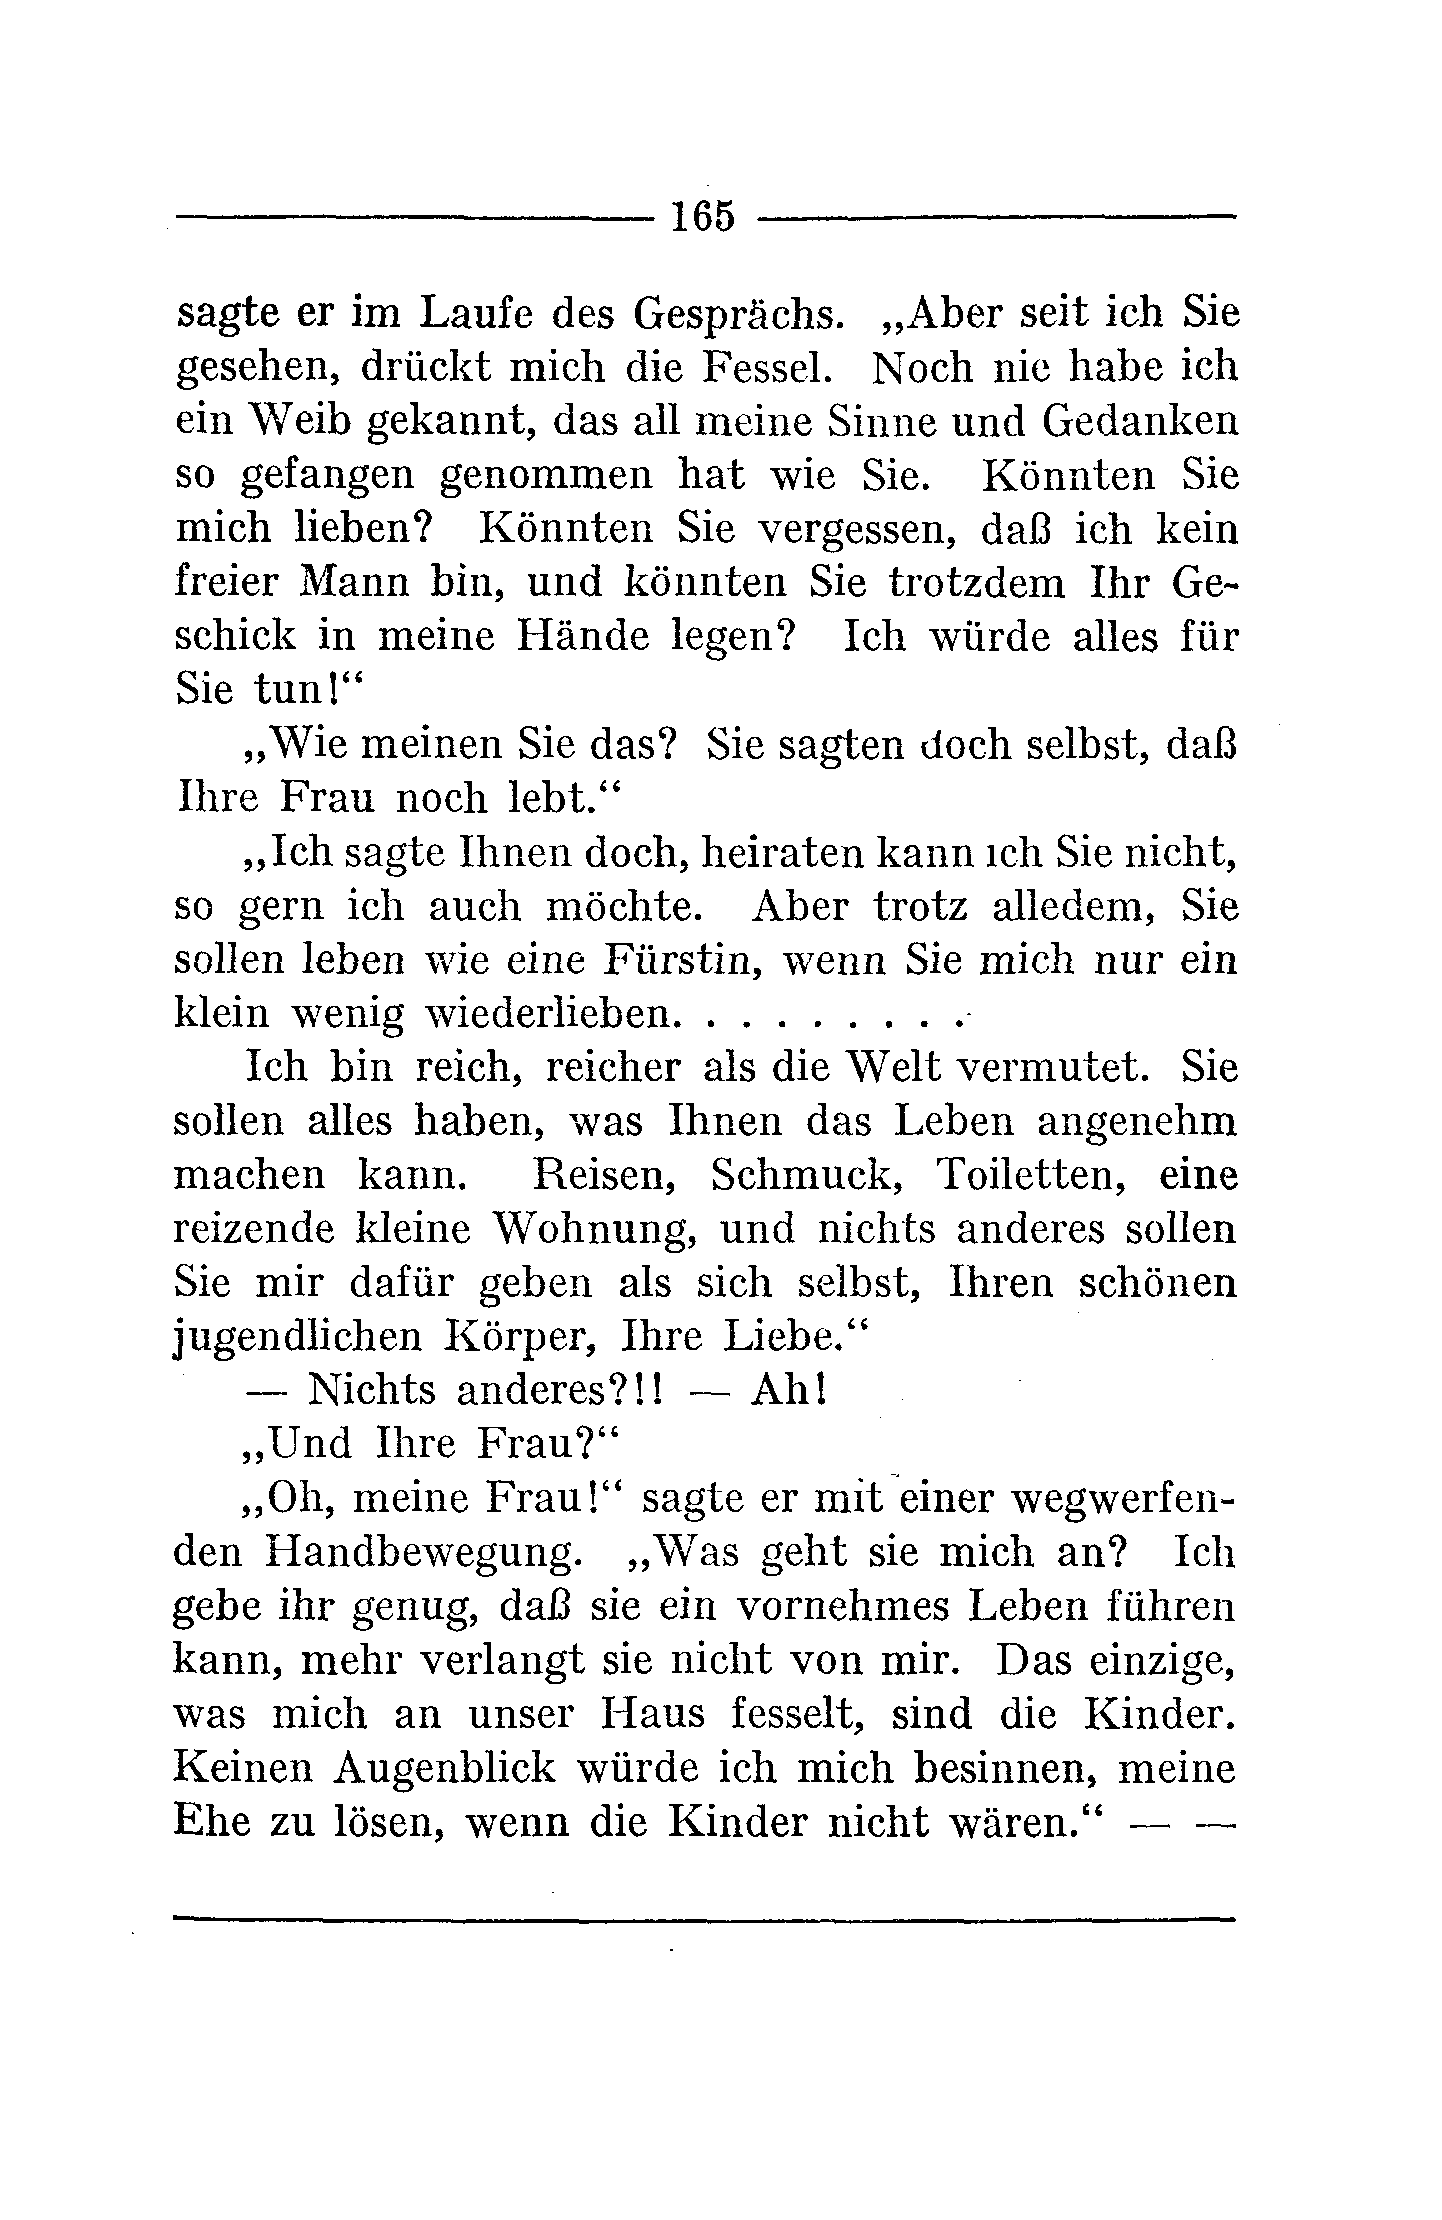 165
sagte er im Laufe des Gesprächs. „Aber seit ich Sie
gesehen, drückt mich die Fessel. Noch nie habe ich
ein Weib gekannt, das all meine Sinne und Gedanken
so gefangen genommen hat wie Sie. Könnten Sie
mich lieben? Könnten Sie vergessen, daß ich kein
freier Mann bin, und könnten Sie trotzdem Ihr Ge-
schick in meine Hände legen? Ich würde alles für
Sie tun!“
„Wie meinen Sie das? Sie sagten doch selbst, daß
Ihre Frau noch lebt.“
„Ich sagte Ihnen doch, heiraten kann ich Sie nicht,
so gern ich auch möchte. Aber trotz alledem, Sie
sollen leben wie eine Fürstin, wenn Sie mich nur ein
klein wenig wiederlieben. . . . . . . . .
Ich bin reich, reicher als die Welt vermutet. Sie
sollen alles haben, was Ihnen das Leben angenehm
machen kann. Reisen, Schmuck, Toiletten, eine
reizende kleine Wohnung, und nichts anderes sollen
Sie mir dafür geben als sich selbst, Ihren schönen
jugendlichen Körper, Ihre Liebe.“
— Nichts anderes?!! — Ah!
„Und Ihre Frau?“
„Oh, meine Frau!“ sagte er mit einer wegwerfen-
den Handbewegung. „Was geht sie mich an? Ich
gebe ihr genug, daß sie ein vornehmes Leben führen
kann, mehr verlangt sie nicht von mir. Das einzige,
was mich an unser Haus fesselt, sind die Kinder.
Keinen Augenblick würde ich mich besinnen, meine
Ehe zu lösen, wenn die Kinder nicht wären.“ — —